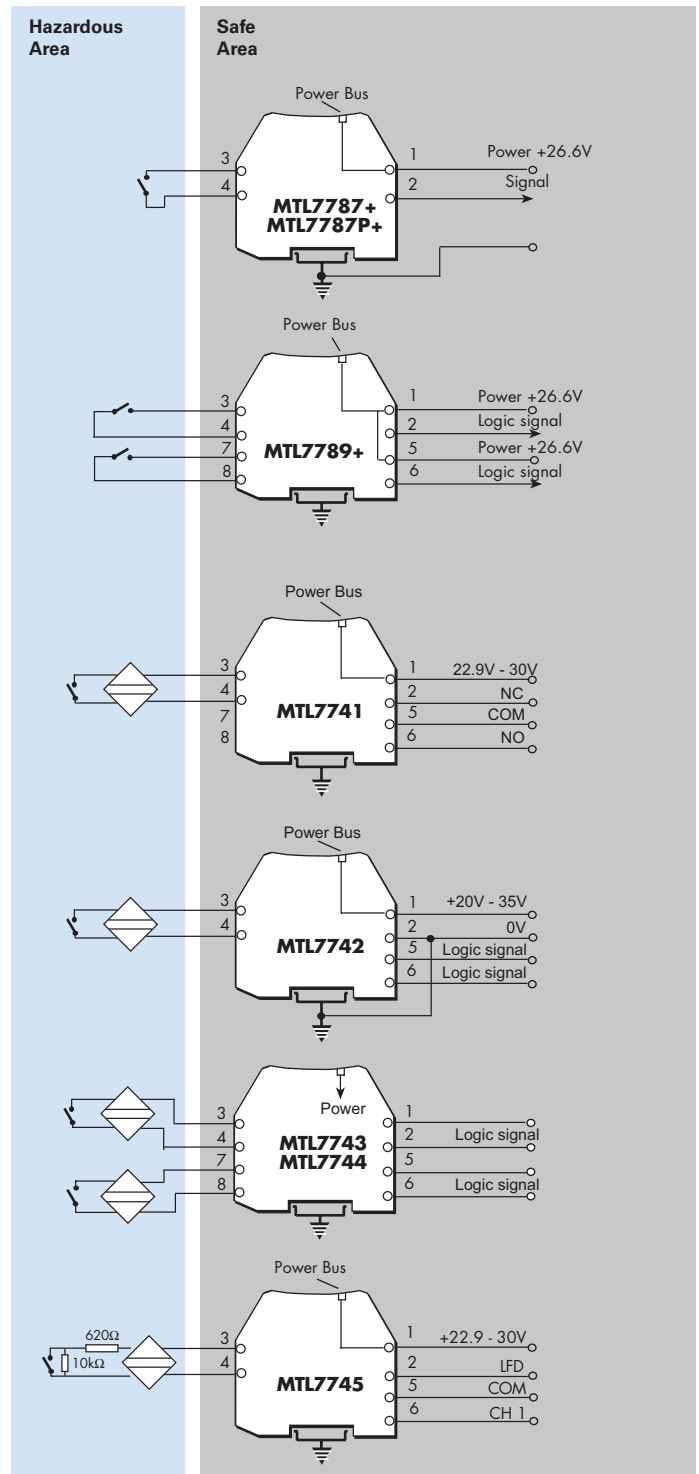 Hazardous
Area
Safe
Area
Power Bus
3
4
MTL7787+
MTL7787P+
1
Power +26.6V
2
Signal
Power Bus
3
4
7
8
MTL7789+
1
Power +26.6V
2
Logic signal
5
Power +26.6V
6
Logic signal
Power Bus
3
4
7
8
MTL7741
1
22.9V - 30V
2
NC
5
COM
6
NO
Power Bus
3
4
MTL7742
1
+20V - 35V
2
0V
5
Logic signal
6
Logic signal
Power
3
4
7
8
MTL7743
MTL7744
1
2
Logic signal
5
6
Logic signal
Power Bus
620Ω
10kΩ
3
4
MTL7745
1
+22.9 - 30V
2
LFD
5
COM
6
CH 1